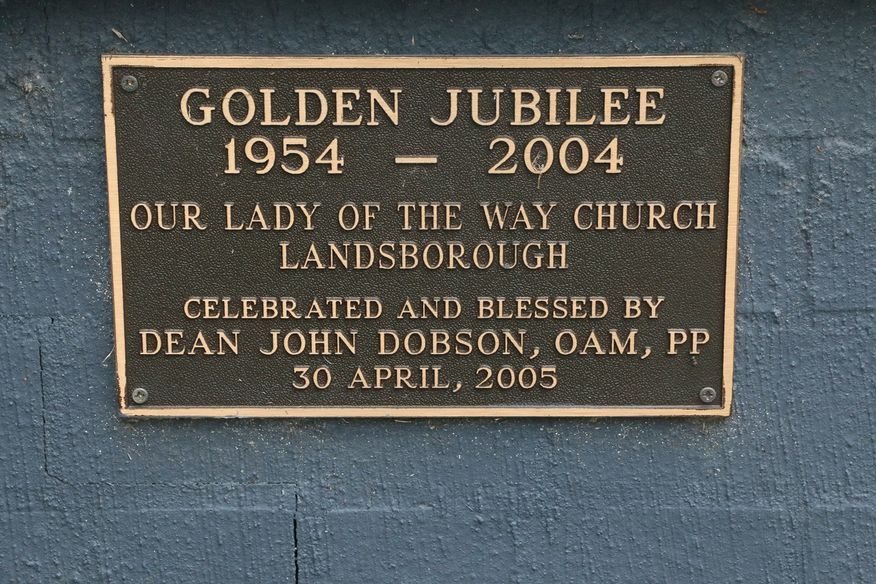 GOLDEN JUBILEE
1954 — 2004
OUR LADY OF THE WAY CHURCH
LANDSBOROUGH
CELEBRATED AND BLESSED BY
DEAN JOHN DOBSON, OAM, PP
30 APRIL, 2005